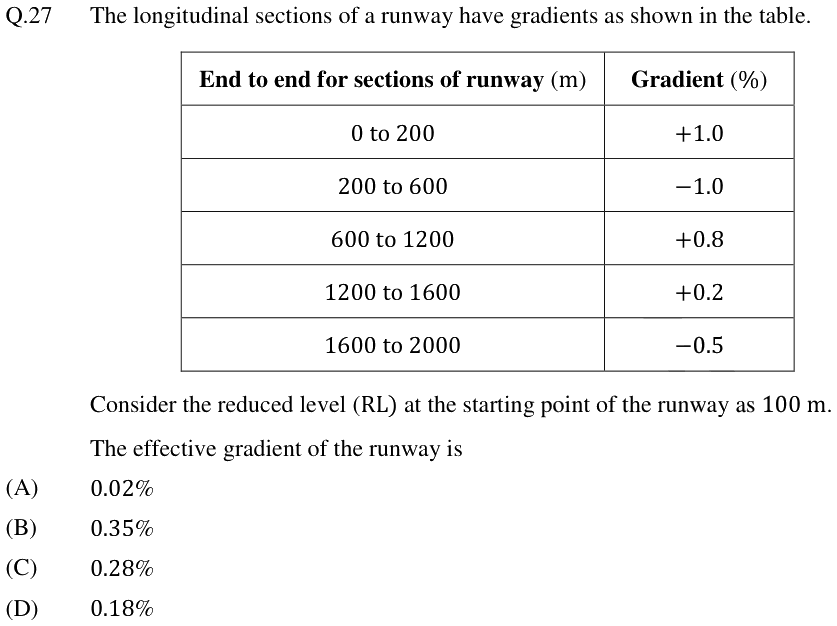 Q.27 The longitudinal sections of a runway have gradients as shown in the table.
End to end for sections of runway (m) Gradient (%)
0 to 200 +1.0
200 to 600 −1.0
600 to 1200 +0.8
1200 to 1600 +0.2
1600 to 2000 −0.5
Consider the reduced level (RL) at the starting point of the runway as 100 m.
The effective gradient of the runway is
(A) 0.02%
(B) 0.35%
(C) 0.28%
(D) 0.18%